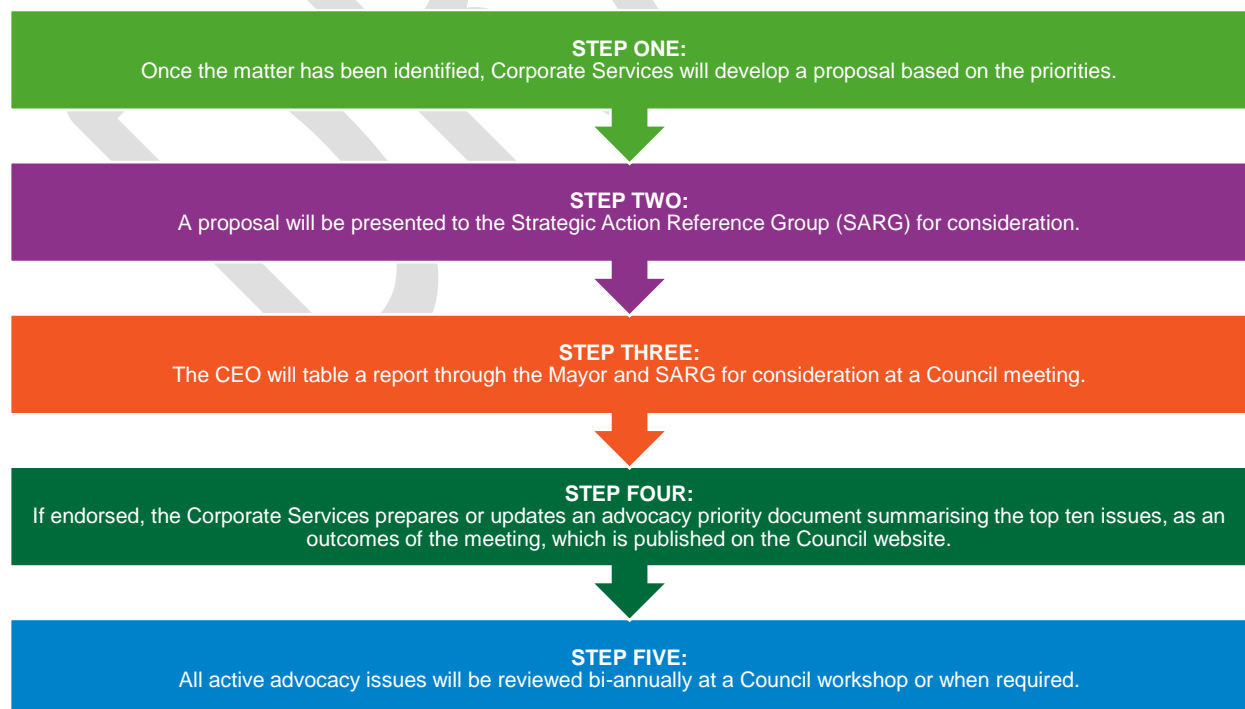 STEP ONE:
Once the matter has been identified, Corporate Services will develop a proposal based on the priorities.
STEP TWO:
A proposal will be presented to the Strategic Action Reference Group (SARG) for consideration.
STEP THREE:
The CEO will table a report through the Mayor and SARG for consideration at a Council meeting.
STEP FOUR:
If endorsed, the Corporate Services prepares or updates an advocacy priority document summarising the top ten issues, as an
outcomes of the meeting, which is published on the Council website.
STEP FIVE:
All active advocacy issues will be reviewed bi-annually at a Council workshop or when required.